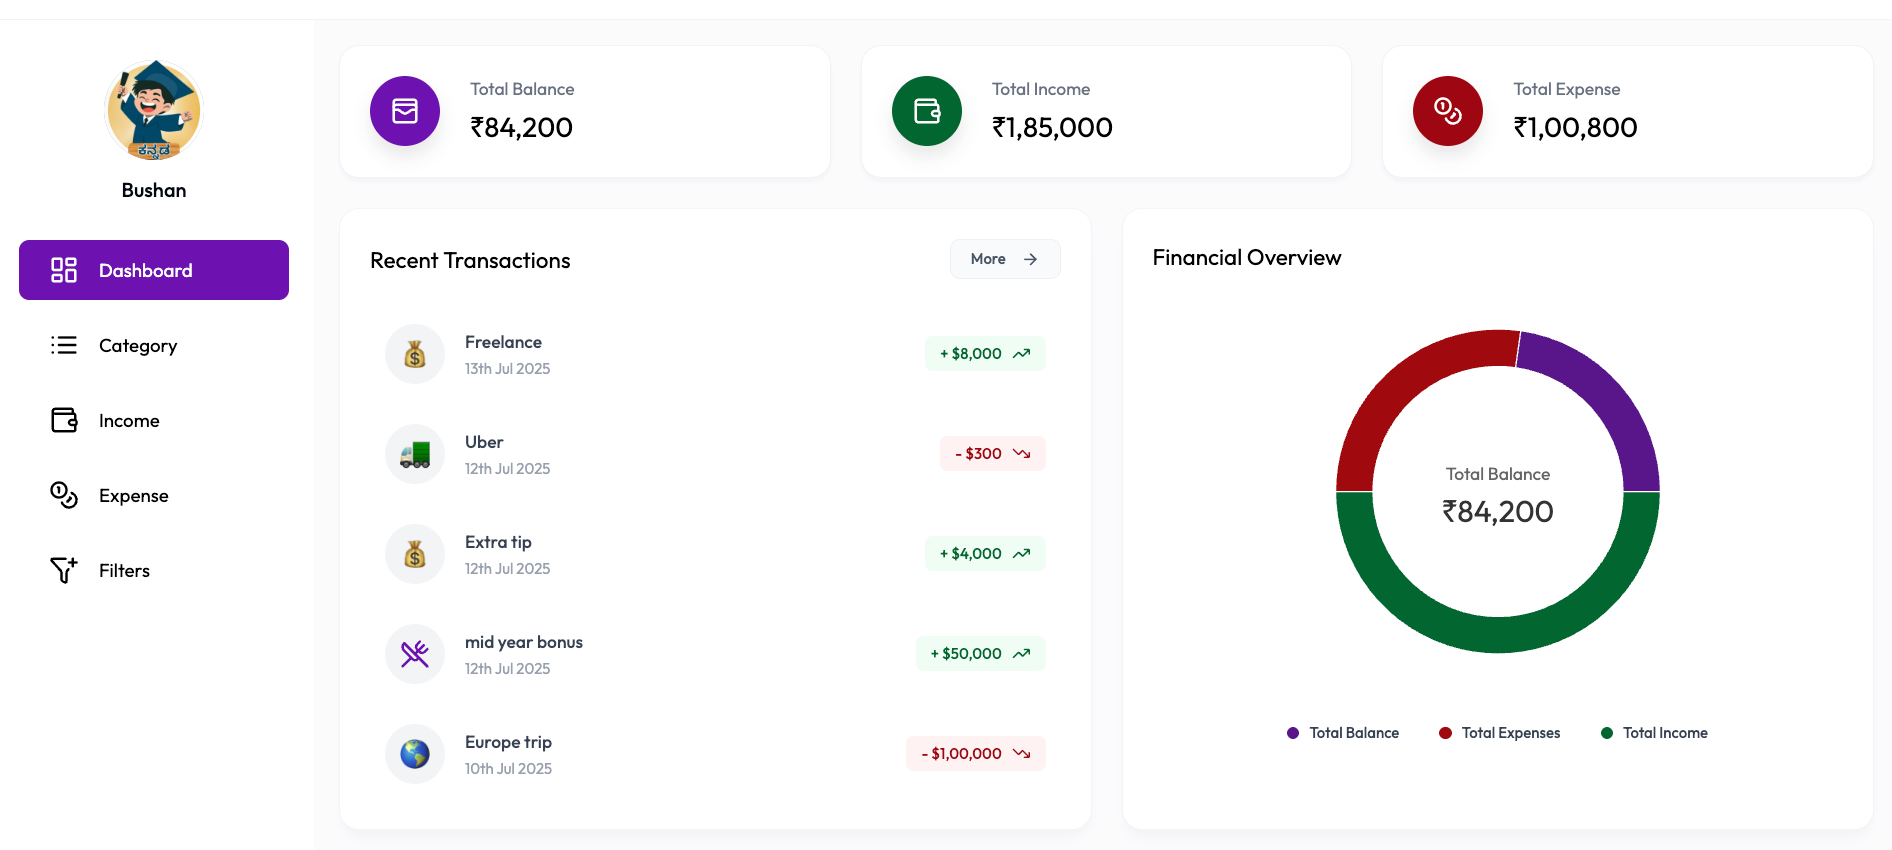 ಕನ್ನಡ
Bushan
Dashboard
Category
Income
Expense
Filters
Total Balance
₹84,200
Total Income
₹1,85,000
Total Expense
₹1,00,800
Recent Transactions
More
Freelance
13th Jul 2025
+ $8,000
Uber
12th Jul 2025
- $300
Extra tip
12th Jul 2025
+ $4,000
mid year bonus
12th Jul 2025
+ $50,000
Europe trip
10th Jul 2025
- $1,00,000
Financial Overview
Total Balance
₹84,200
Total Balance
Total Expenses
Total Income